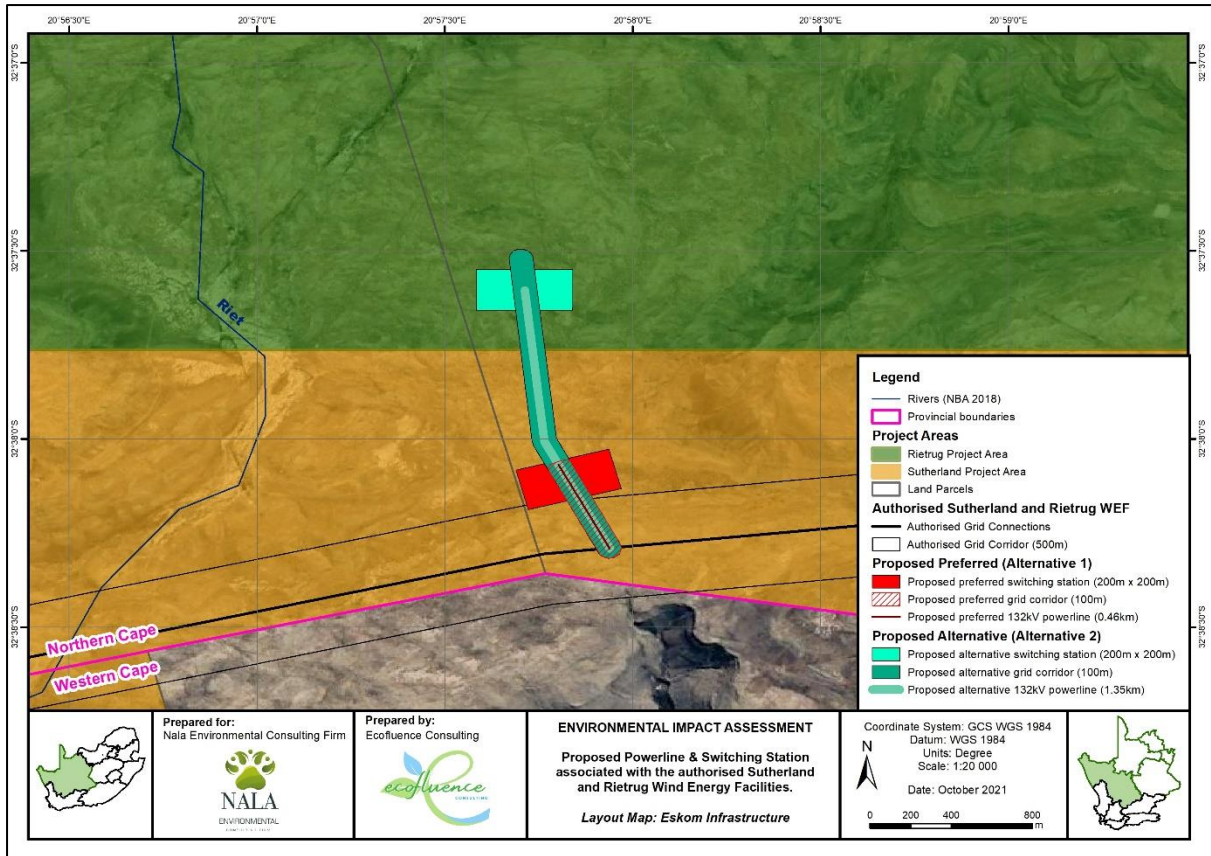 20°56'30"E
20°57'0"E
20°57'30"E
20°58'0"E
20°58'30"E
20°59'0"E
32°37'0"S
32°37'0"S
32°37'30"S
32°37'30"S
32°38'0"S
32°38'0"S
32°38'30"S
32°38'30"S
Riet
Northern Cape
Western Cape
Legend
Rivers (NBA 2018)
Provincial boundaries
Project Areas
Rietrug Project Area
Sutherland Project Area
Land Parcels
Authorised Sutherland and Rietrug WEF
Authorised Grid Connections
Authorised Grid Corridor (500m)
Proposed Preferred (Alternative 1)
Proposed preferred switching station (200m x 200m)
Proposed preferred grid corridor (100m)
Proposed preferred 132kV powerline (0.46km)
Proposed Alternative (Alternative 2)
Proposed alternative switching station (200m x 200m)
Proposed alternative grid corridor (100m)
Proposed alternative 132kV powerline (1.35km)
Prepared for:
Nala Environmental Consulting Firm
NALA
ENVIRONMENTAL
Prepared by:
Ecofluence Consulting
ecofluence
CONSULTING
ENVIRONMENTAL IMPACT ASSESSMENT
Proposed Powerline & Switching Station
associated with the authorised Sutherland
and Rietrug Wind Energy Facilities.
Layout Map: Eskom Infrastructure
Coordinate System: GCS WGS 1984
Datum: WGS 1984
Units: Degree
Scale: 1:20 000
Date: October 2021
N
0 200 400 800
m